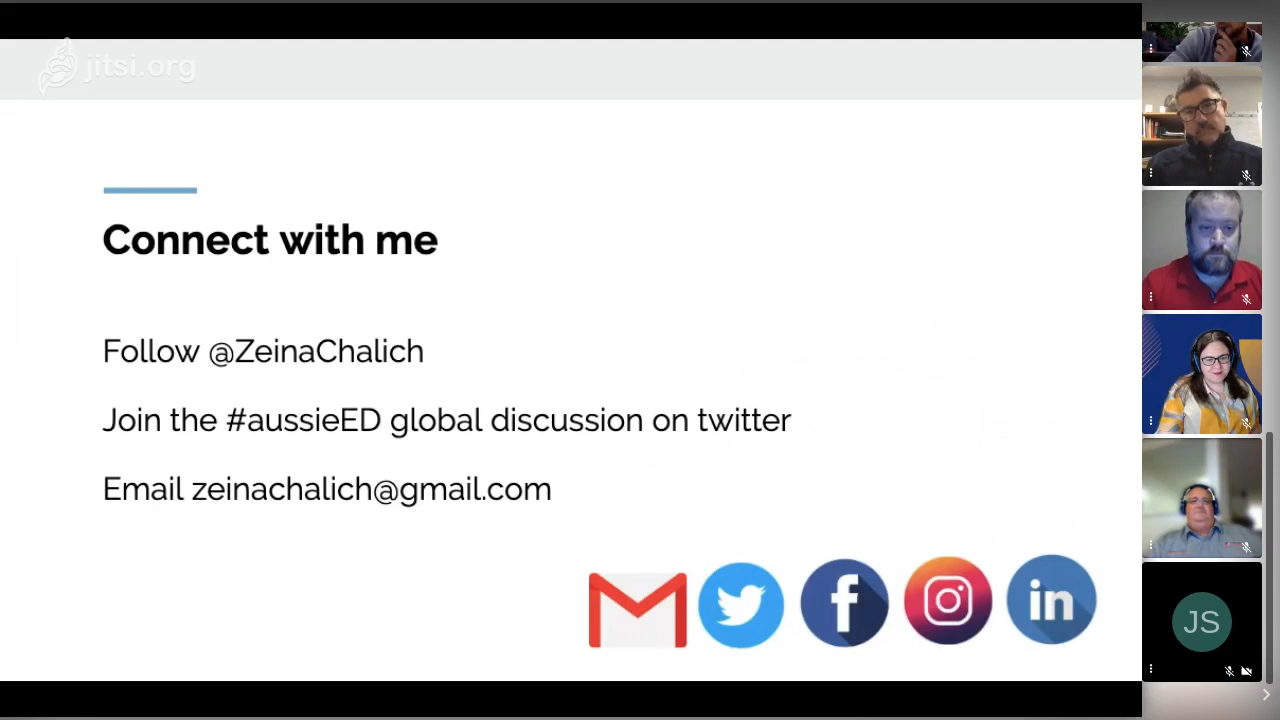 jitsi.org
Connect with me
Follow @ZeinaChalich
Join the #aussieED global discussion on twitter
Email zeinachalich@gmail.com
in
JS